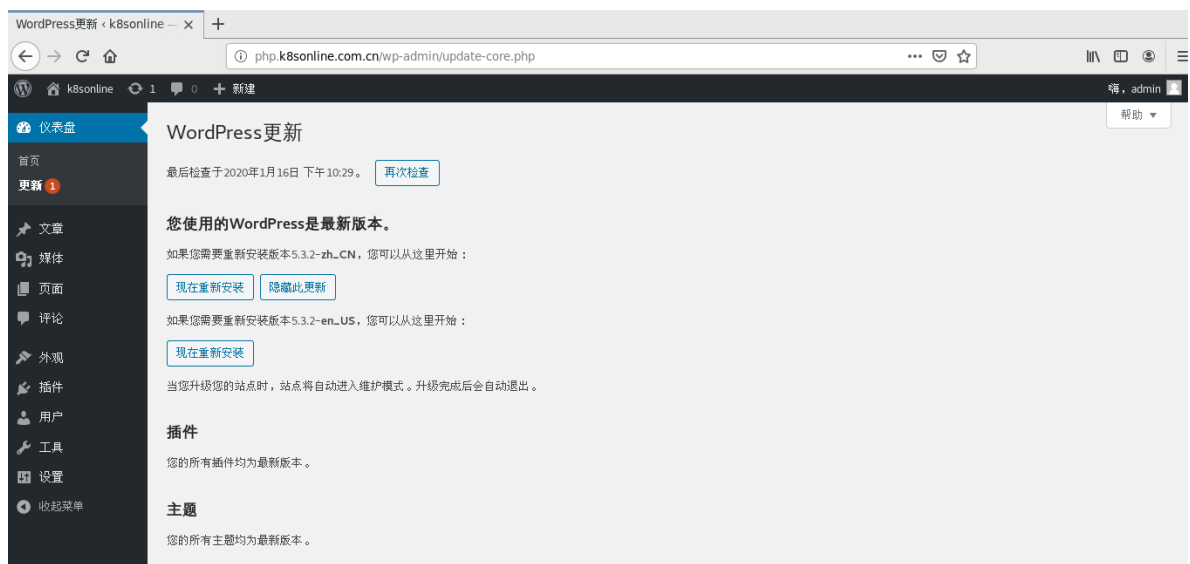 WordPress更新 ‹ k8sonline —
php.k8sonline.com.cn/wp-admin/update-core.php
k8sonline 1 0 新建 嗨，admin
仪表盘
首页
更新 1
文章
媒体
页面
评论
外观
插件
用户
工具
设置
收起菜单
帮助
WordPress更新
最后检查于2020年1月16日 下午10:29。 再次检查
您使用的WordPress是最新版本。
如果您需要重新安装版本5.3.2-zh_CN，您可以从这里开始：
现在重新安装 隐藏此更新
如果您需要重新安装版本5.3.2-en_US，您可以从这里开始：
现在重新安装
当您升级您的站点时，站点将自动进入维护模式。升级完成后会自动退出。
插件
您的所有插件均为最新版本。
主题
您的所有主题均为最新版本。